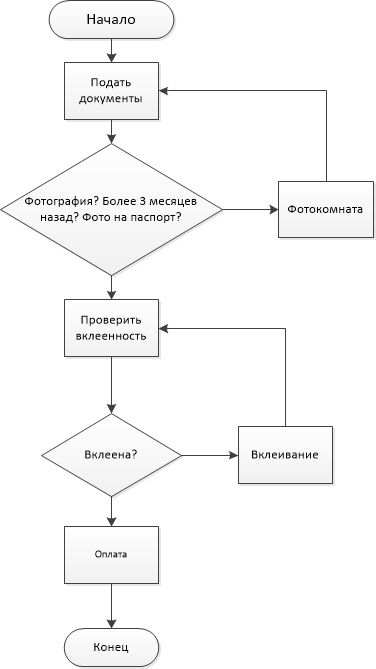 Начало
Подать
документы
Фотография? Более 3 месяцев
назад? Фото на паспорт?
Фотокомната
Проверить
вклеенность
Вклеена?
Вклеивание
Оплата
Конец